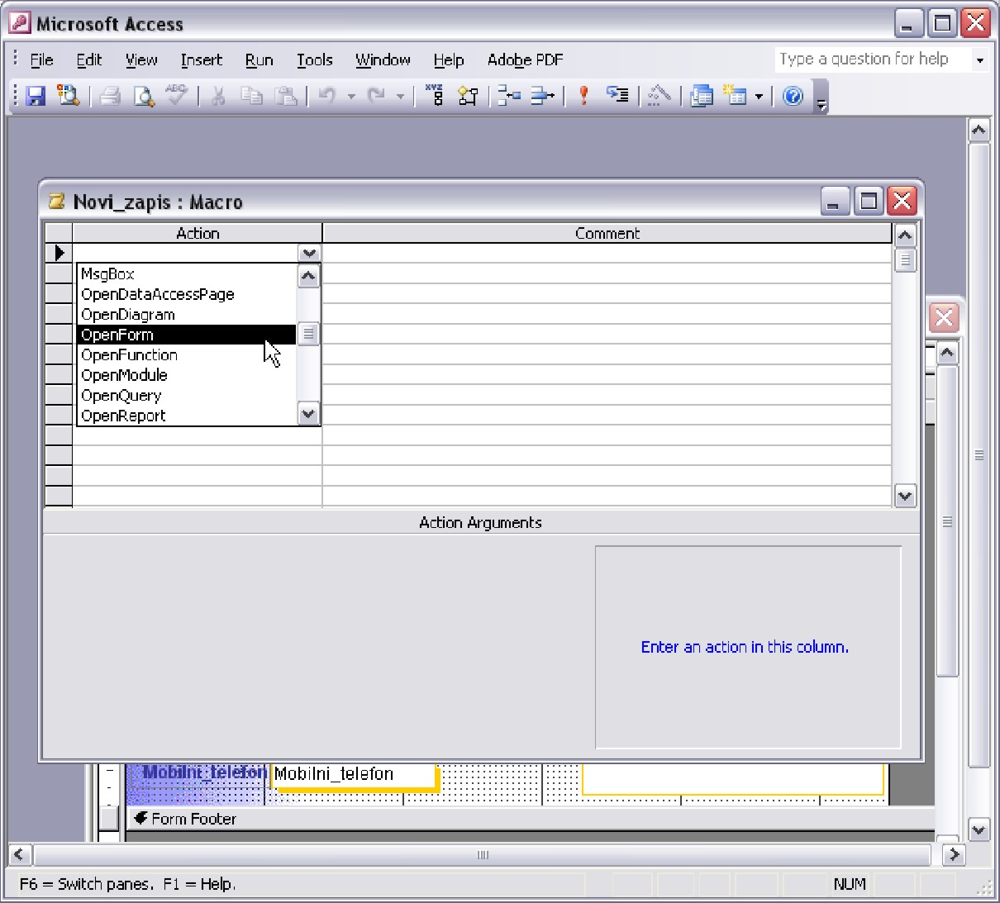 Microsoft Access
File Edit View Insert Run Tools Window Help Adobe PDF Type a question for help
ABC XYZ
Novi_zapis : Macro
Action Comment
MsgBox
OpenDataAccessPage
OpenDiagram
OpenForm
OpenFunction
OpenModule
OpenQuery
OpenReport
Action Arguments
Enter an action in this column.
Mobilni_telefon Mobilni_telefon
Form Footer
F6 = Switch panes. F1 = Help. NUM